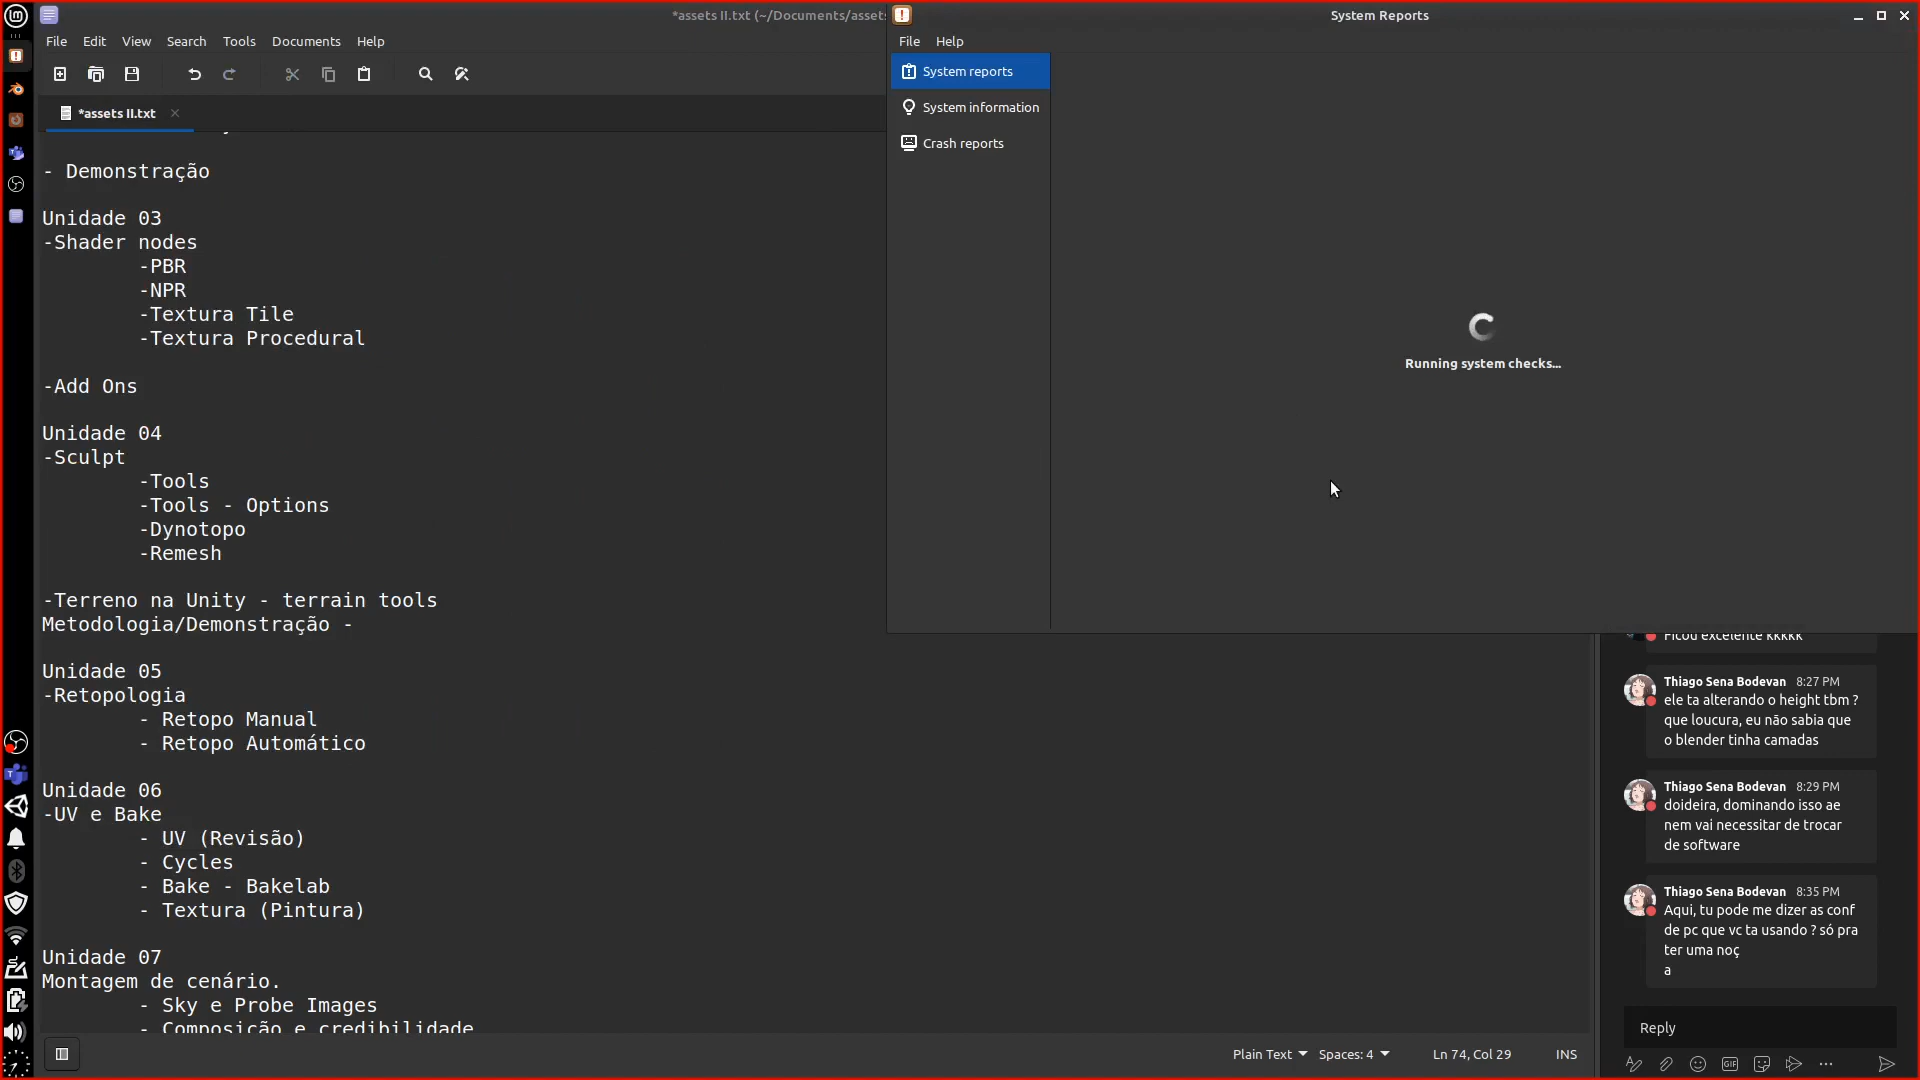 *assets II.txt (~/Documents/assets
File Edit View Search Tools Documents Help
*assets II.txt
- Demonstração
Unidade 03
-Shader nodes
-PBR
-NPR
-Textura Tile
-Textura Procedural
-Add Ons
Unidade 04
-Sculpt
-Tools
-Tools - Options
-Dynotopo
-Remesh
-Terreno na Unity - terrain tools
Metodologia/Demonstração -
Unidade 05
-Retopologia
- Retopo Manual
- Retopo Automático
Unidade 06
-UV e Bake
- UV (Revisão)
- Cycles
- Bake - Bakelab
- Textura (Pintura)
Unidade 07
Montagem de cenário.
- Sky e Probe Images
- Composição e credibilidade
Plain Text Spaces: 4 Ln 74, Col 29 INS
System Reports
File Help
System reports
System information
Crash reports
Running system checks...
Ficou excelente kkkkk
Thiago Sena Bodevan 8:27 PM
ele ta alterando o height tbm ?
que loucura, eu não sabia que
o blender tinha camadas
Thiago Sena Bodevan 8:29 PM
doideira, dominando isso ae
nem vai necessitar de trocar
de software
Thiago Sena Bodevan 8:35 PM
Aqui, tu pode me dizer as conf
de pc que vc ta usando ? só pra
ter uma noç
a
Reply
GIF